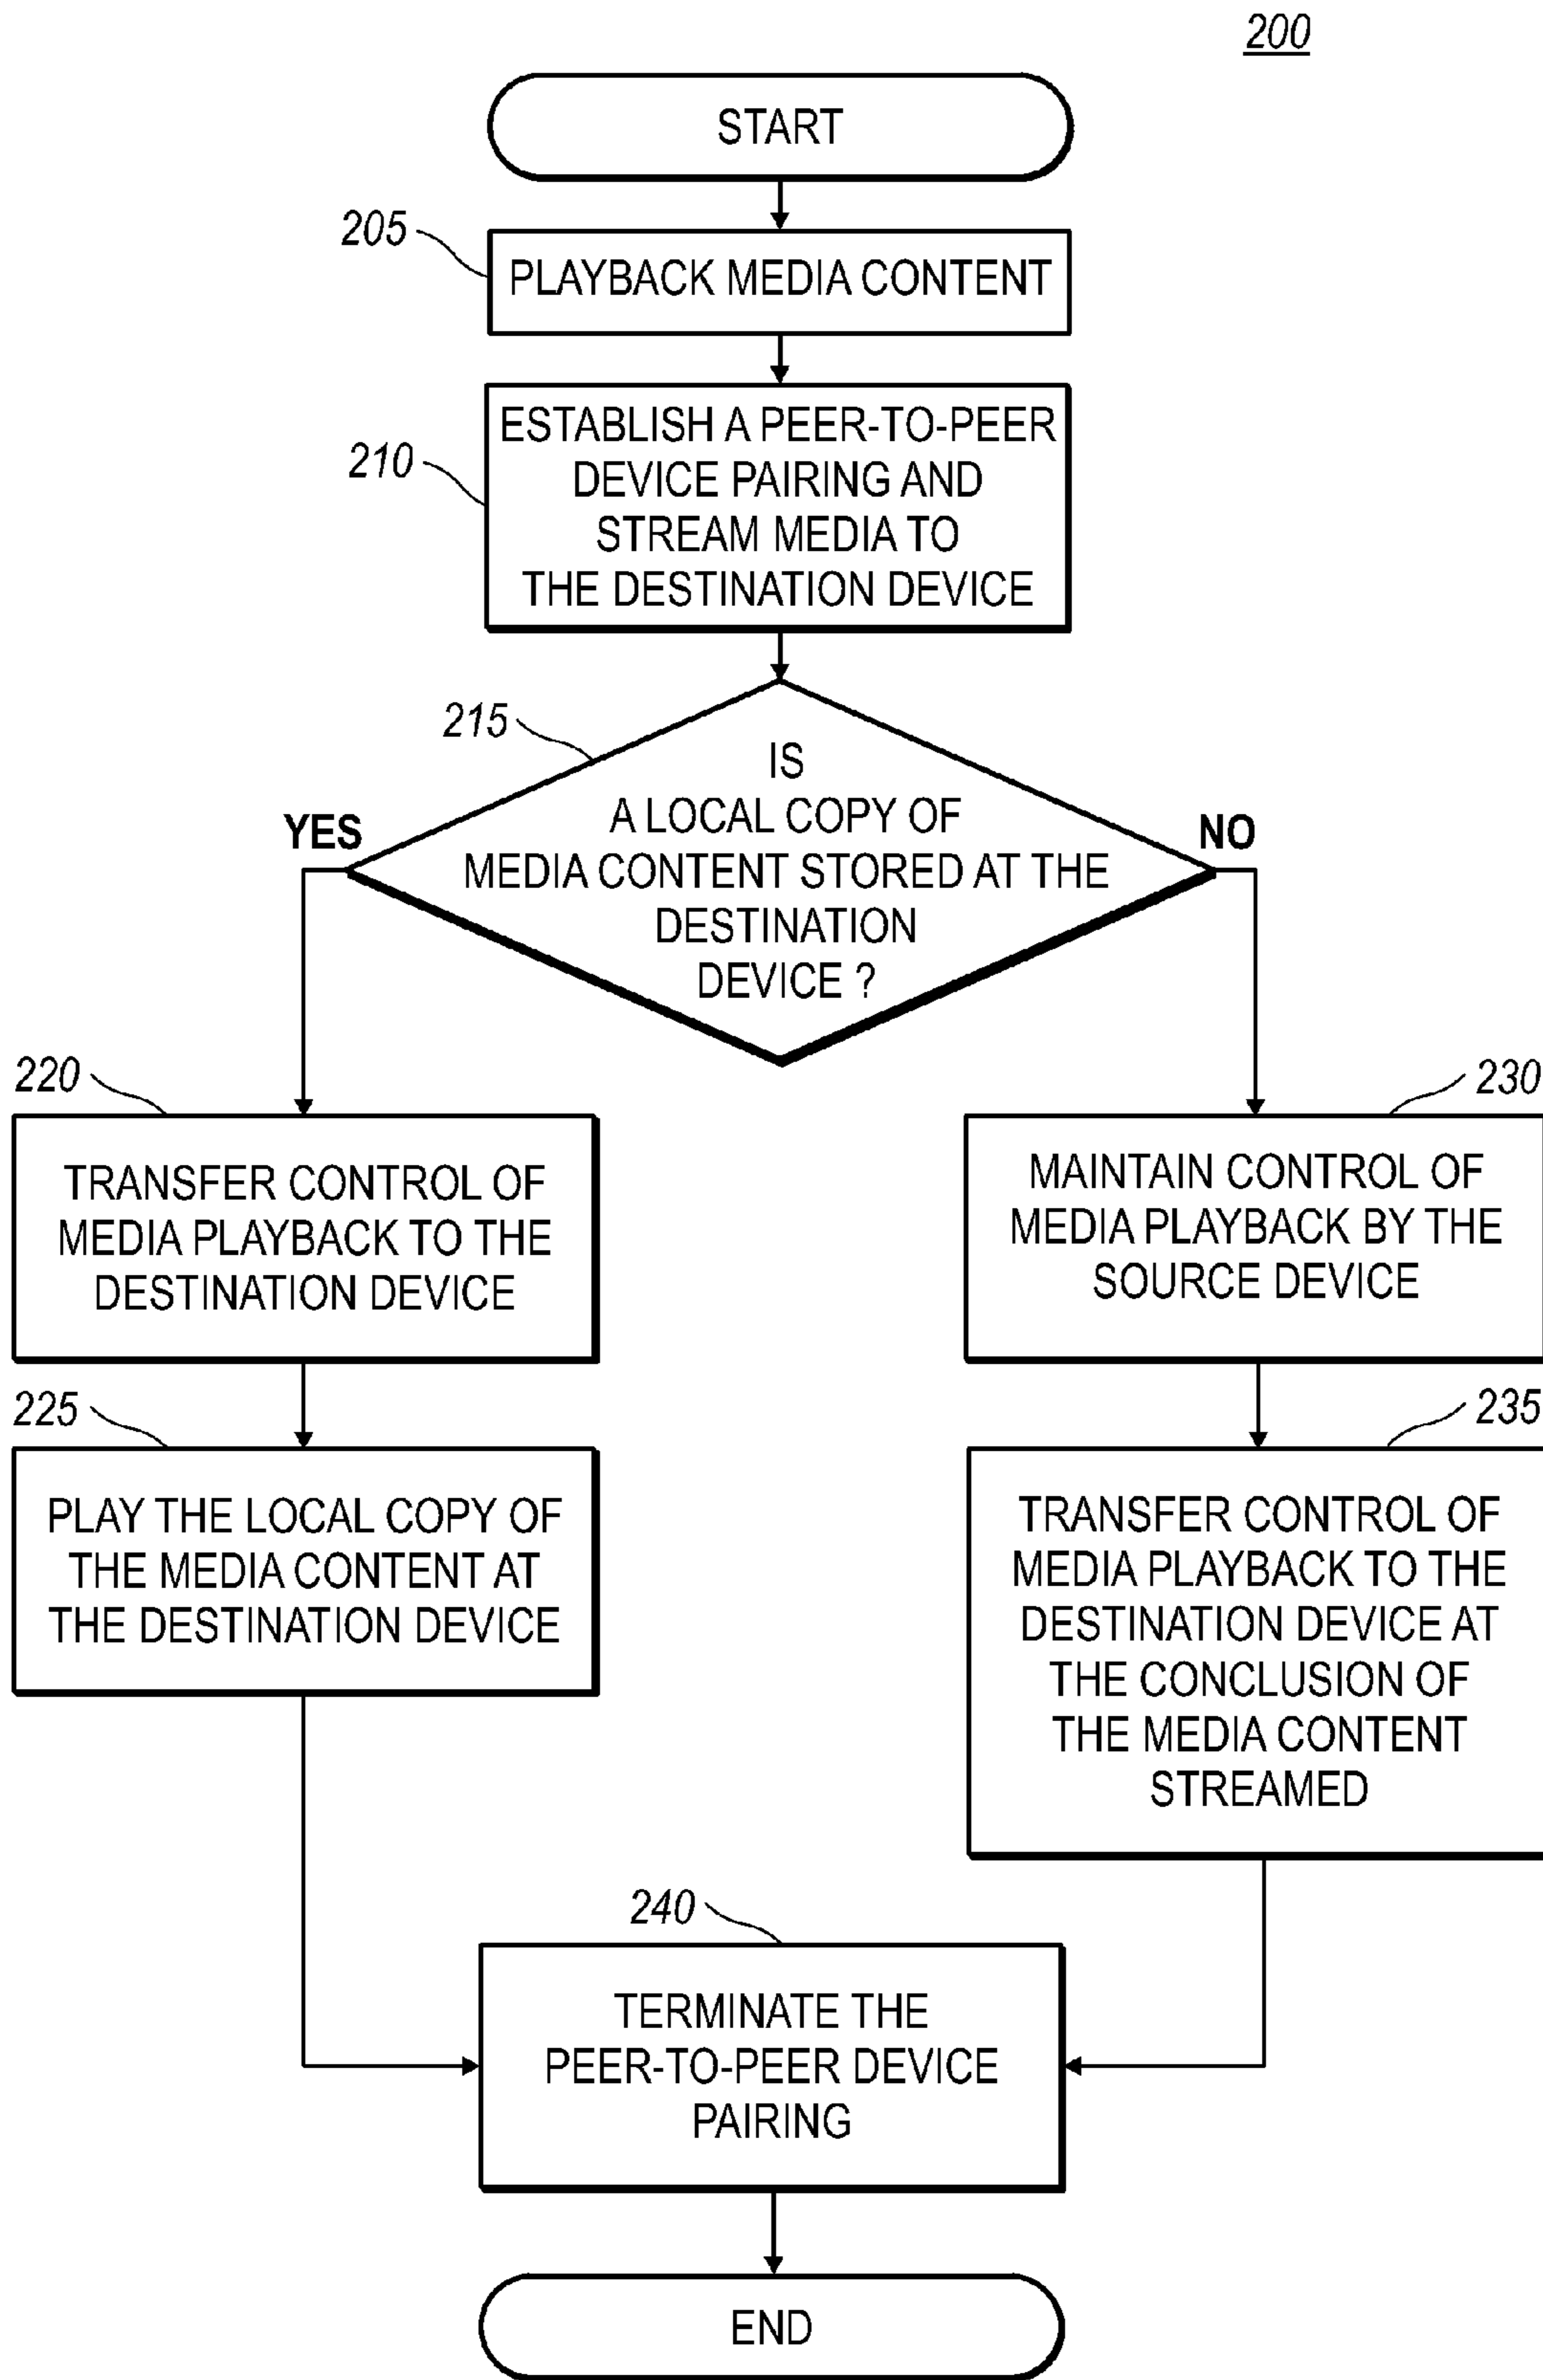 200
START
205
PLAYBACK MEDIA CONTENT
210
ESTABLISH A PEER-TO-PEER
DEVICE PAIRING AND
STREAM MEDIA TO
THE DESTINATION DEVICE
215
IS
A LOCAL COPY OF
MEDIA CONTENT STORED AT THE
DESTINATION
DEVICE ?
YES
NO
220
TRANSFER CONTROL OF
MEDIA PLAYBACK TO THE
DESTINATION DEVICE
230
MAINTAIN CONTROL OF
MEDIA PLAYBACK BY THE
SOURCE DEVICE
225
PLAY THE LOCAL COPY OF
THE MEDIA CONTENT AT
THE DESTINATION DEVICE
235
TRANSFER CONTROL OF
MEDIA PLAYBACK TO THE
DESTINATION DEVICE AT
THE CONCLUSION OF
THE MEDIA CONTENT
STREAMED
240
TERMINATE THE
PEER-TO-PEER DEVICE
PAIRING
END